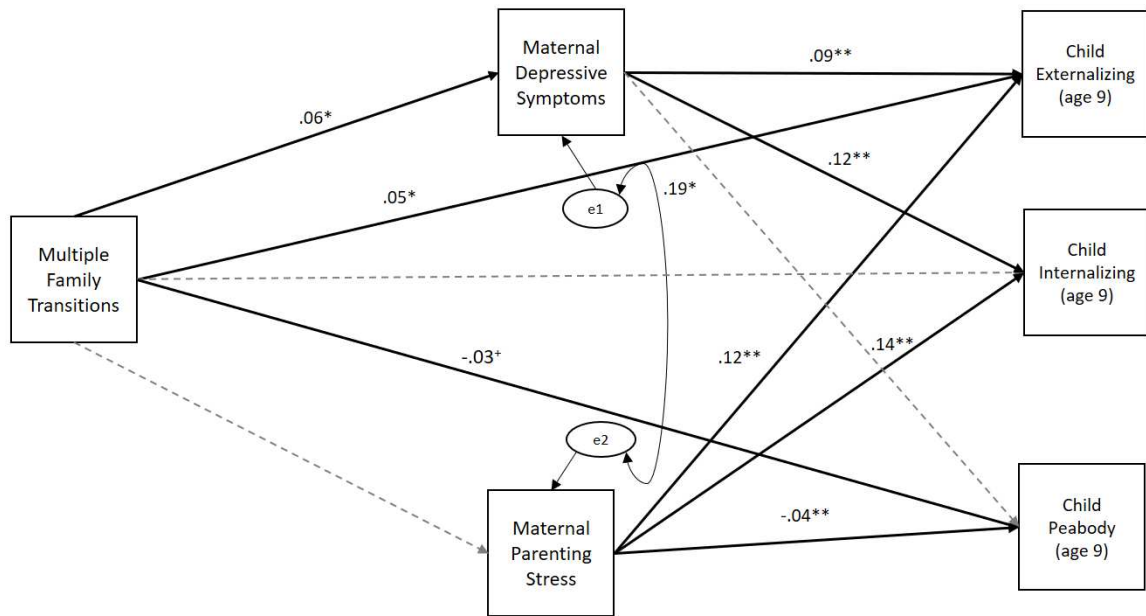 Maternal
Depressive
Symptoms
.09**
Child
Externalizing
(age 9)
.06*
.12**
.05*
.19*
e1
Multiple
Family
Transitions
Child
Internalizing
(age 9)
-.03⁺
.12**
.14**
e2
Maternal
Parenting
Stress
-.04**
Child
Peabody
(age 9)